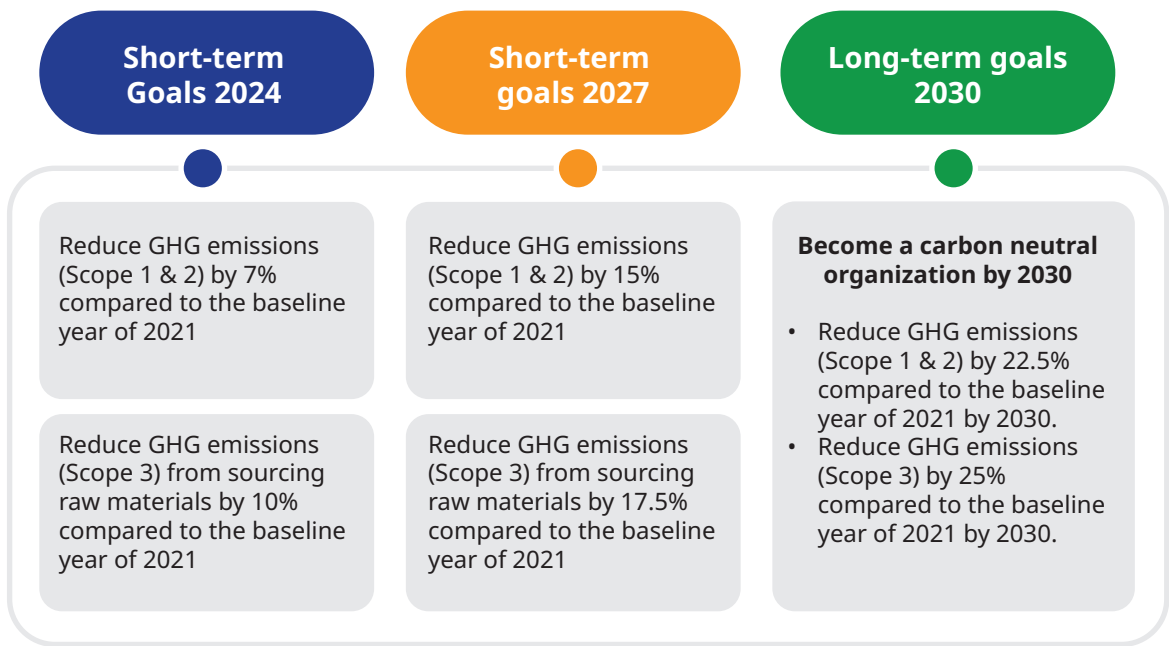 Short-term
Goals 2024
Short-term
goals 2027
Long-term goals
2030
Reduce GHG emissions
(Scope 1 & 2) by 7%
compared to the baseline
year of 2021
Reduce GHG emissions
(Scope 3) from sourcing
raw materials by 10%
compared to the baseline
year of 2021
Reduce GHG emissions
(Scope 1 & 2) by 15%
compared to the baseline
year of 2021
Reduce GHG emissions
(Scope 3) from sourcing
raw materials by 17.5%
compared to the baseline
year of 2021
Become a carbon neutral
organization by 2030
• Reduce GHG emissions
(Scope 1 & 2) by 22.5%
compared to the baseline
year of 2021 by 2030.
• Reduce GHG emissions
(Scope 3) by 25%
compared to the baseline
year of 2021 by 2030.